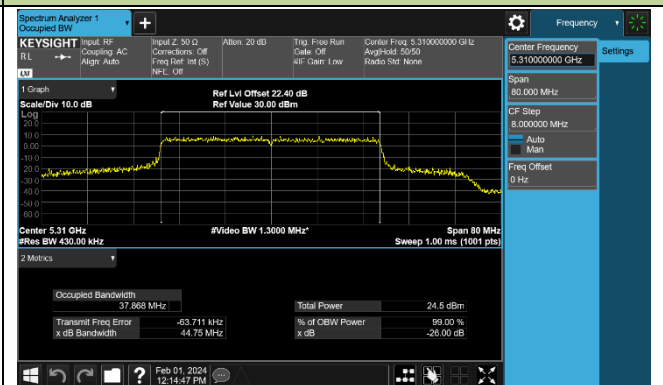 Spectrum Analyzer 1
Occupied BW
+
Frequency
KEYSIGHT
RL
LXI
Input: RF
Coupling: AC
Align: Auto
Input Z: 50 Ω
Corrections: Off
Freq Ref: Int (S)
NFE: Off
Atten: 20 dB
Trig: Free Run
Gate: Off
#IF Gain: Low
Center Freq: 5.310000000 GHz
Avg|Hold: 50/50
Radio Std: None
Center Frequency
5.310000000 GHz
Settings
Span
80.000 MHz
CF Step
8.000000 MHz
Auto
Man
Freq Offset
0 Hz
1 Graph
Scale/Div 10.0 dB
Ref Lvl Offset 22.40 dB
Ref Value 30.00 dBm
Log
20.0
10.0
0.00
-10.0
-20.0
-30.0
-40.0
-50.0
-60.0
Center 5.31 GHz
#Video BW 1.3000 MHz*
Span 80 MHz
#Res BW 430.00 kHz
Sweep 1.00 ms (1001 pts)
2 Metrics
Occupied Bandwidth
37.868 MHz
Total Power 24.5 dBm
Transmit Freq Error -63.711 kHz
% of OBW Power 99.00 %
x dB Bandwidth 44.75 MHz
x dB -26.00 dB
?
Feb 01, 2024
12:14:47 PM